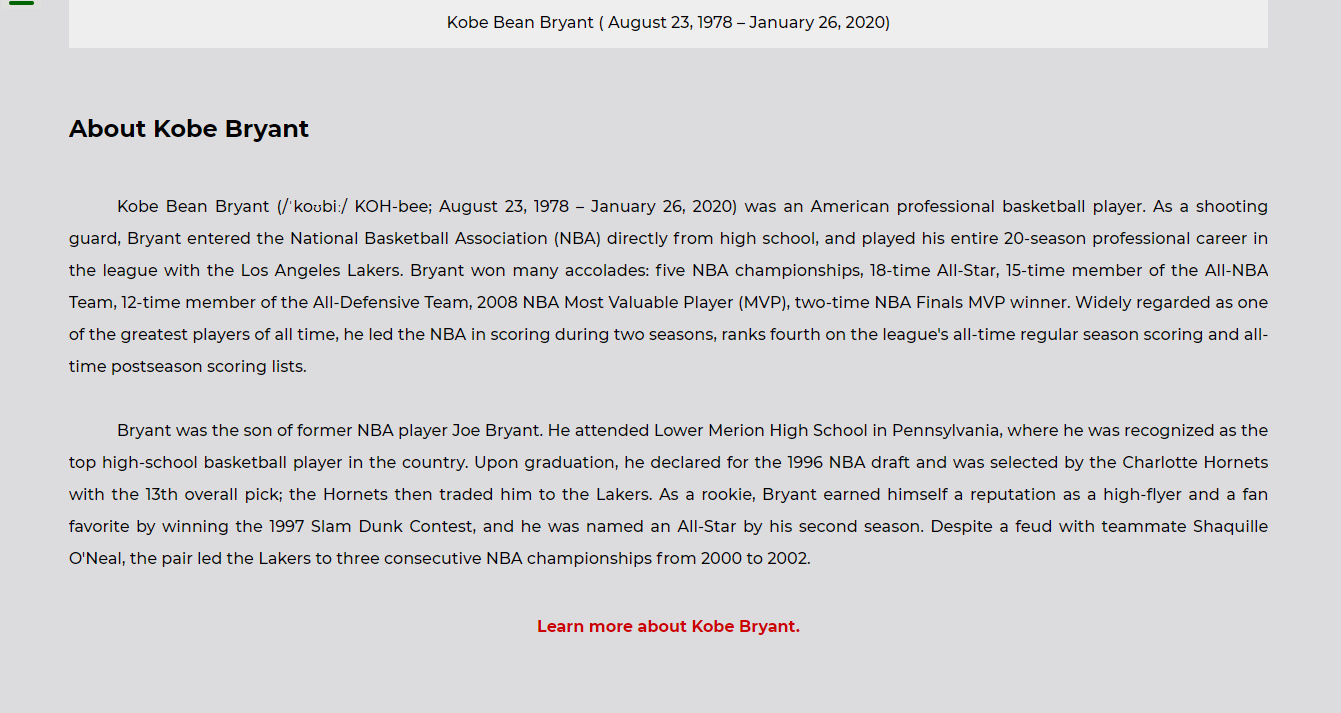 Kobe Bean Bryant ( August 23, 1978 – January 26, 2020)
About Kobe Bryant
Kobe Bean Bryant (/ˈkoʊbiː/ KOH-bee; August 23, 1978 – January 26, 2020) was an American professional basketball player. As a shooting
guard, Bryant entered the National Basketball Association (NBA) directly from high school, and played his entire 20-season professional career in
the league with the Los Angeles Lakers. Bryant won many accolades: five NBA championships, 18-time All-Star, 15-time member of the All-NBA
Team, 12-time member of the All-Defensive Team, 2008 NBA Most Valuable Player (MVP), two-time NBA Finals MVP winner. Widely regarded as one
of the greatest players of all time, he led the NBA in scoring during two seasons, ranks fourth on the league's all-time regular season scoring and all-
time postseason scoring lists.
Bryant was the son of former NBA player Joe Bryant. He attended Lower Merion High School in Pennsylvania, where he was recognized as the
top high-school basketball player in the country. Upon graduation, he declared for the 1996 NBA draft and was selected by the Charlotte Hornets
with the 13th overall pick; the Hornets then traded him to the Lakers. As a rookie, Bryant earned himself a reputation as a high-flyer and a fan
favorite by winning the 1997 Slam Dunk Contest, and he was named an All-Star by his second season. Despite a feud with teammate Shaquille
O'Neal, the pair led the Lakers to three consecutive NBA championships from 2000 to 2002.
Learn more about Kobe Bryant.